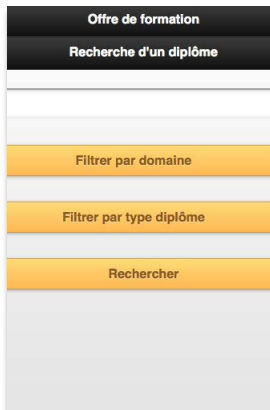 Offre de formation
Recherche d'un diplôme
Filtrer par domaine
Filtrer par type diplôme
Rechercher